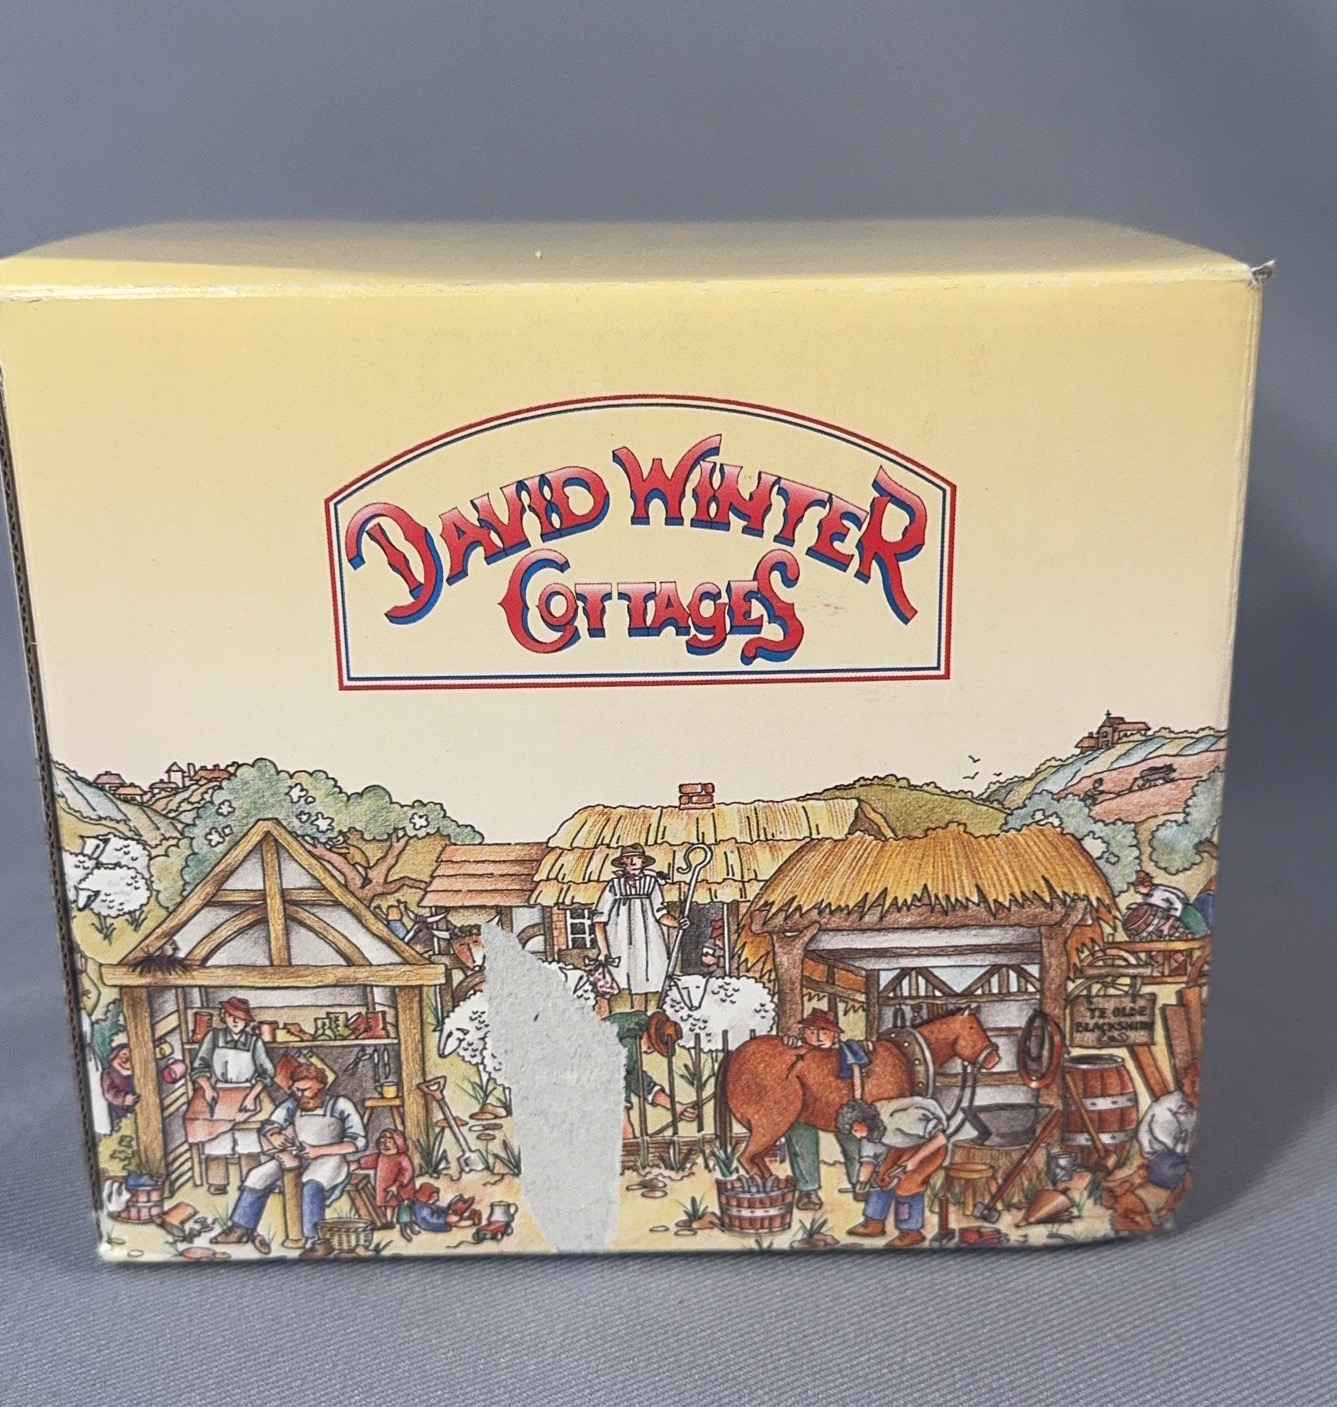 DAVID WINTER
COTTAGES
YE OLDE
BLACKSMITH